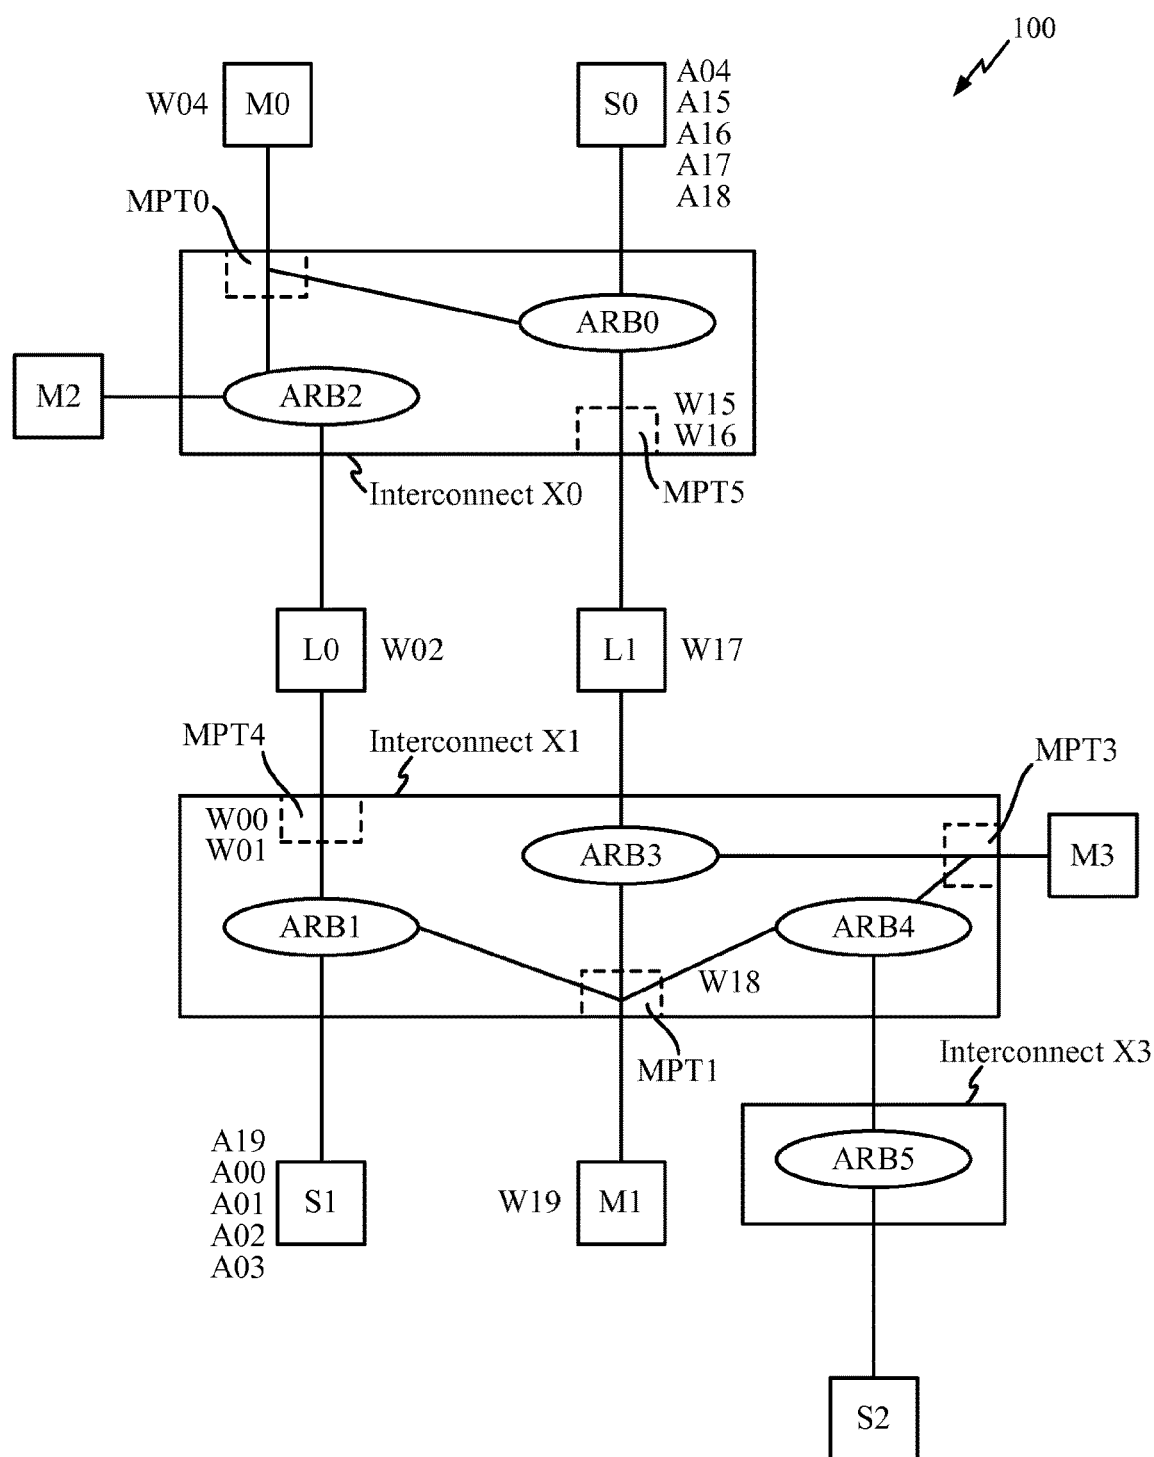 100
W04
M0
S0
A04
A15
A16
A17
A18
MPT0
ARB0
M2
ARB2
W15
W16
Interconnect X0
MPT5
L0
W02
L1
W17
MPT4
Interconnect X1
MPT3
W00
W01
ARB3
M3
ARB1
ARB4
W18
MPT1
Interconnect X3
A19
A00
A01
A02
A03
S1
W19
M1
ARB5
S2